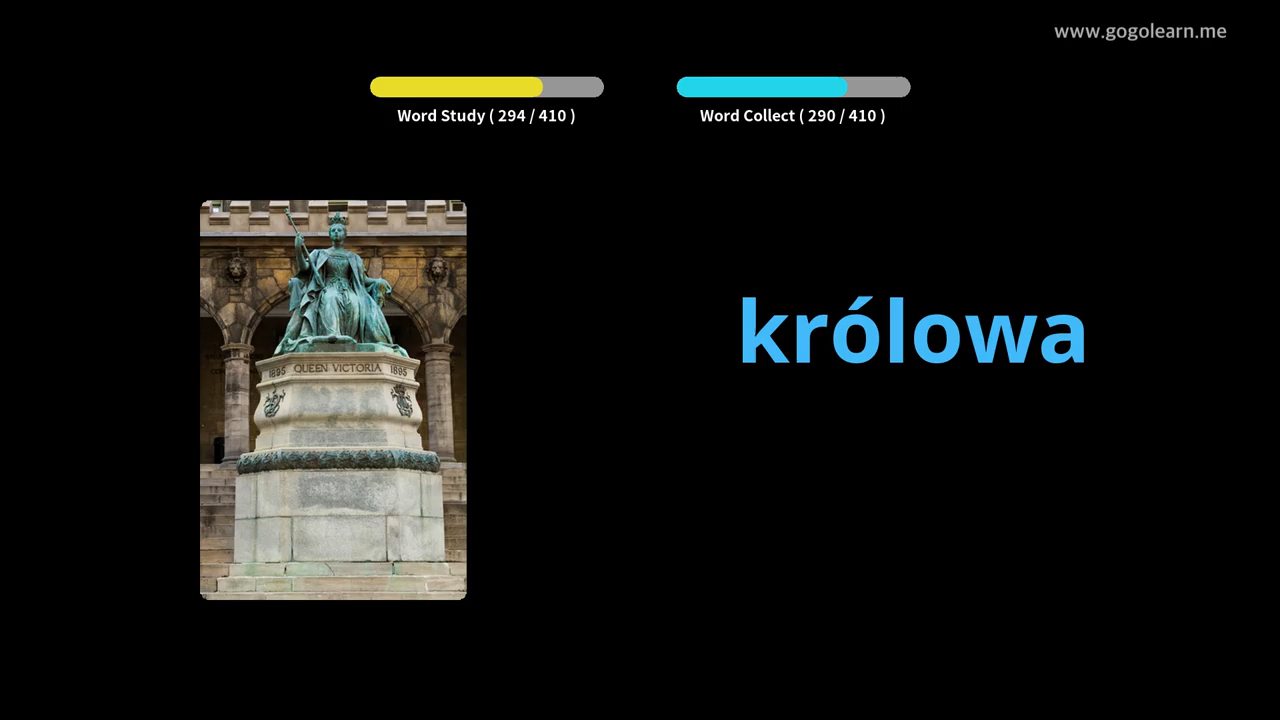 www.gogolearn.me
Word Study ( 294 / 410 )
Word Collect ( 290 / 410 )
królowa
1895 QUEEN VICTORIA 1895